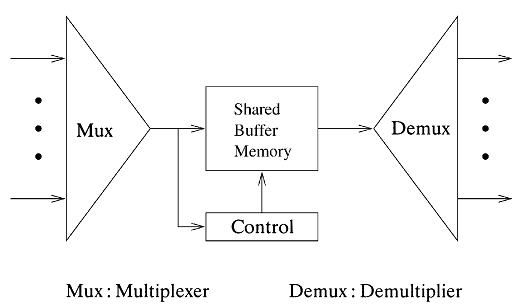 Mux
Shared
Buffer
Memory
Demux
Control
Mux : Multiplexer
Demux : Demultiplier